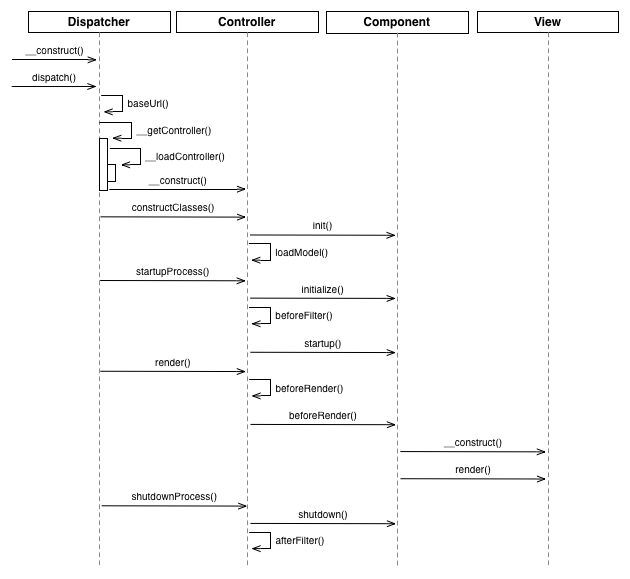 Dispatcher
Controller
Component
View
__construct()
dispatch()
baseUrl()
__getController()
__loadController()
__construct()
constructClasses()
init()
loadModel()
startupProcess()
initialize()
beforeFilter()
startup()
render()
beforeRender()
beforeRender()
__construct()
render()
shutdownProcess()
shutdown()
afterFilter()